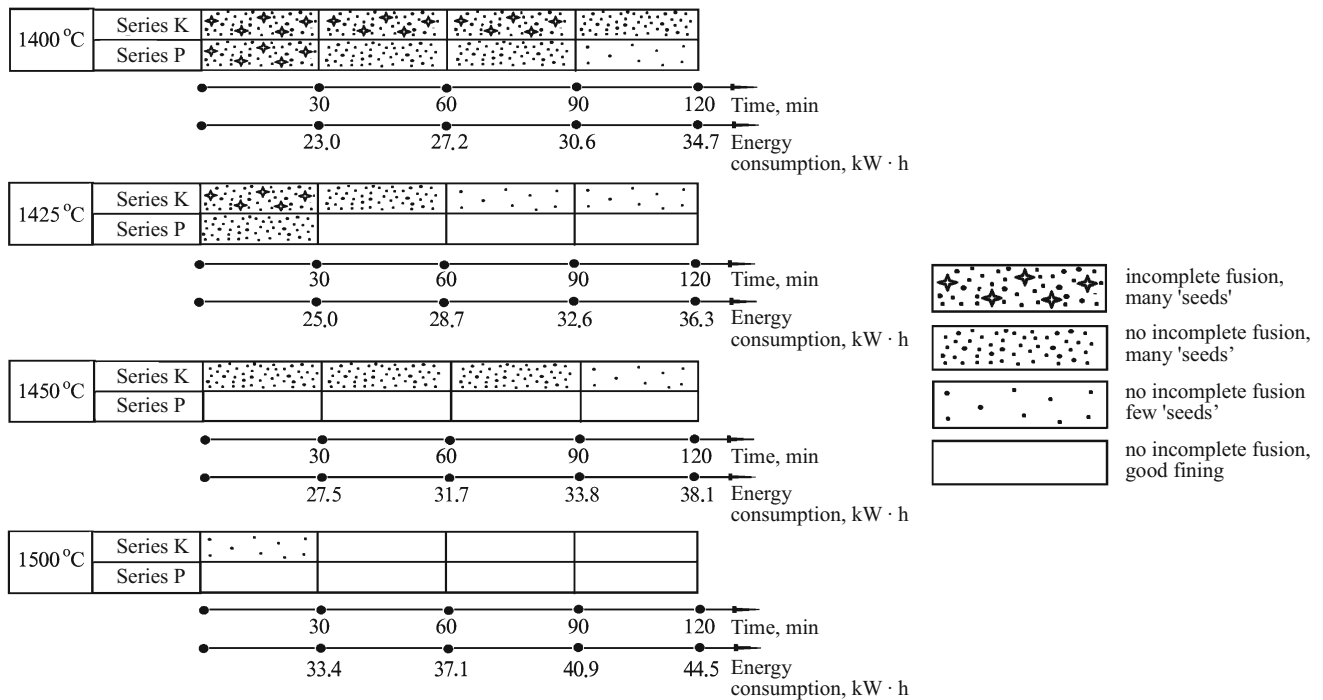 1400 °C
Series K
Series P
30 60 90 120 Time, min
23.0 27.2 30.6 34.7 Energy
consumption, kW · h
1425 °C
Series K
Series P
30 60 90 120 Time, min
25.0 28.7 32.6 36.3 Energy
consumption, kW · h
1450 °C
Series K
Series P
30 60 90 120 Time, min
27.5 31.7 33.8 38.1 Energy
consumption, kW · h
1500 °C
Series K
Series P
30 60 90 120 Time, min
33.4 37.1 40.9 44.5 Energy
consumption, kW · h
incomplete fusion,
many 'seeds'
no incomplete fusion,
many 'seeds’
no incomplete fusion
few 'seeds’
no incomplete fusion,
good fining